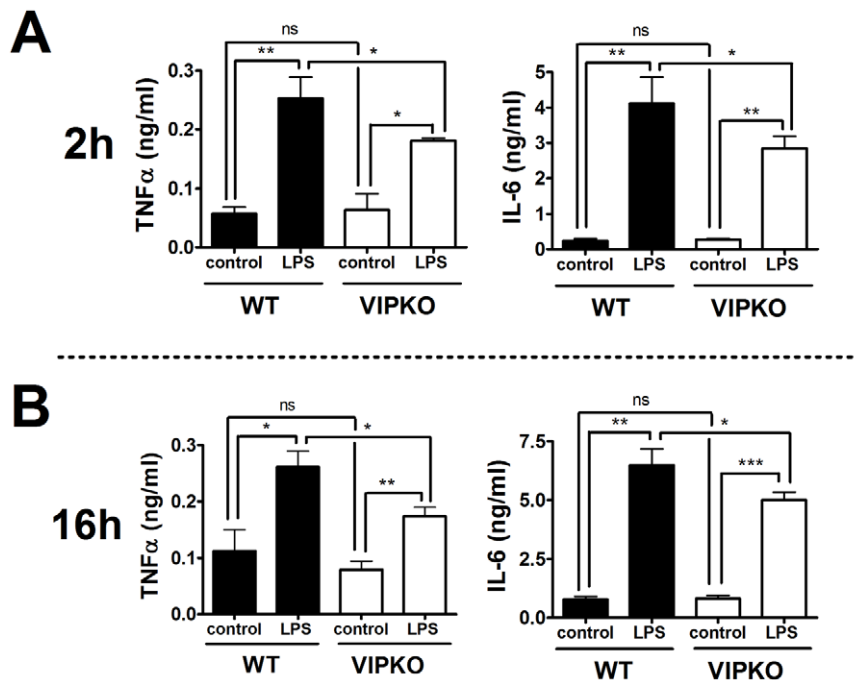 A
2h
TNFα (ng/ml)
0.3
0.2
0.1
0.0
ns
**
*
*
control
LPS
control
LPS
WT
VIPKO
IL-6 (ng/ml)
5
4
3
2
1
0
ns
**
*
**
control
LPS
control
LPS
WT
VIPKO
B
16h
TNFα (ng/ml)
0.3
0.2
0.1
0.0
ns
*
*
**
control
LPS
control
LPS
WT
VIPKO
IL-6 (ng/ml)
7.5
5.0
2.5
0.0
ns
**
*
***
control
LPS
control
LPS
WT
VIPKO